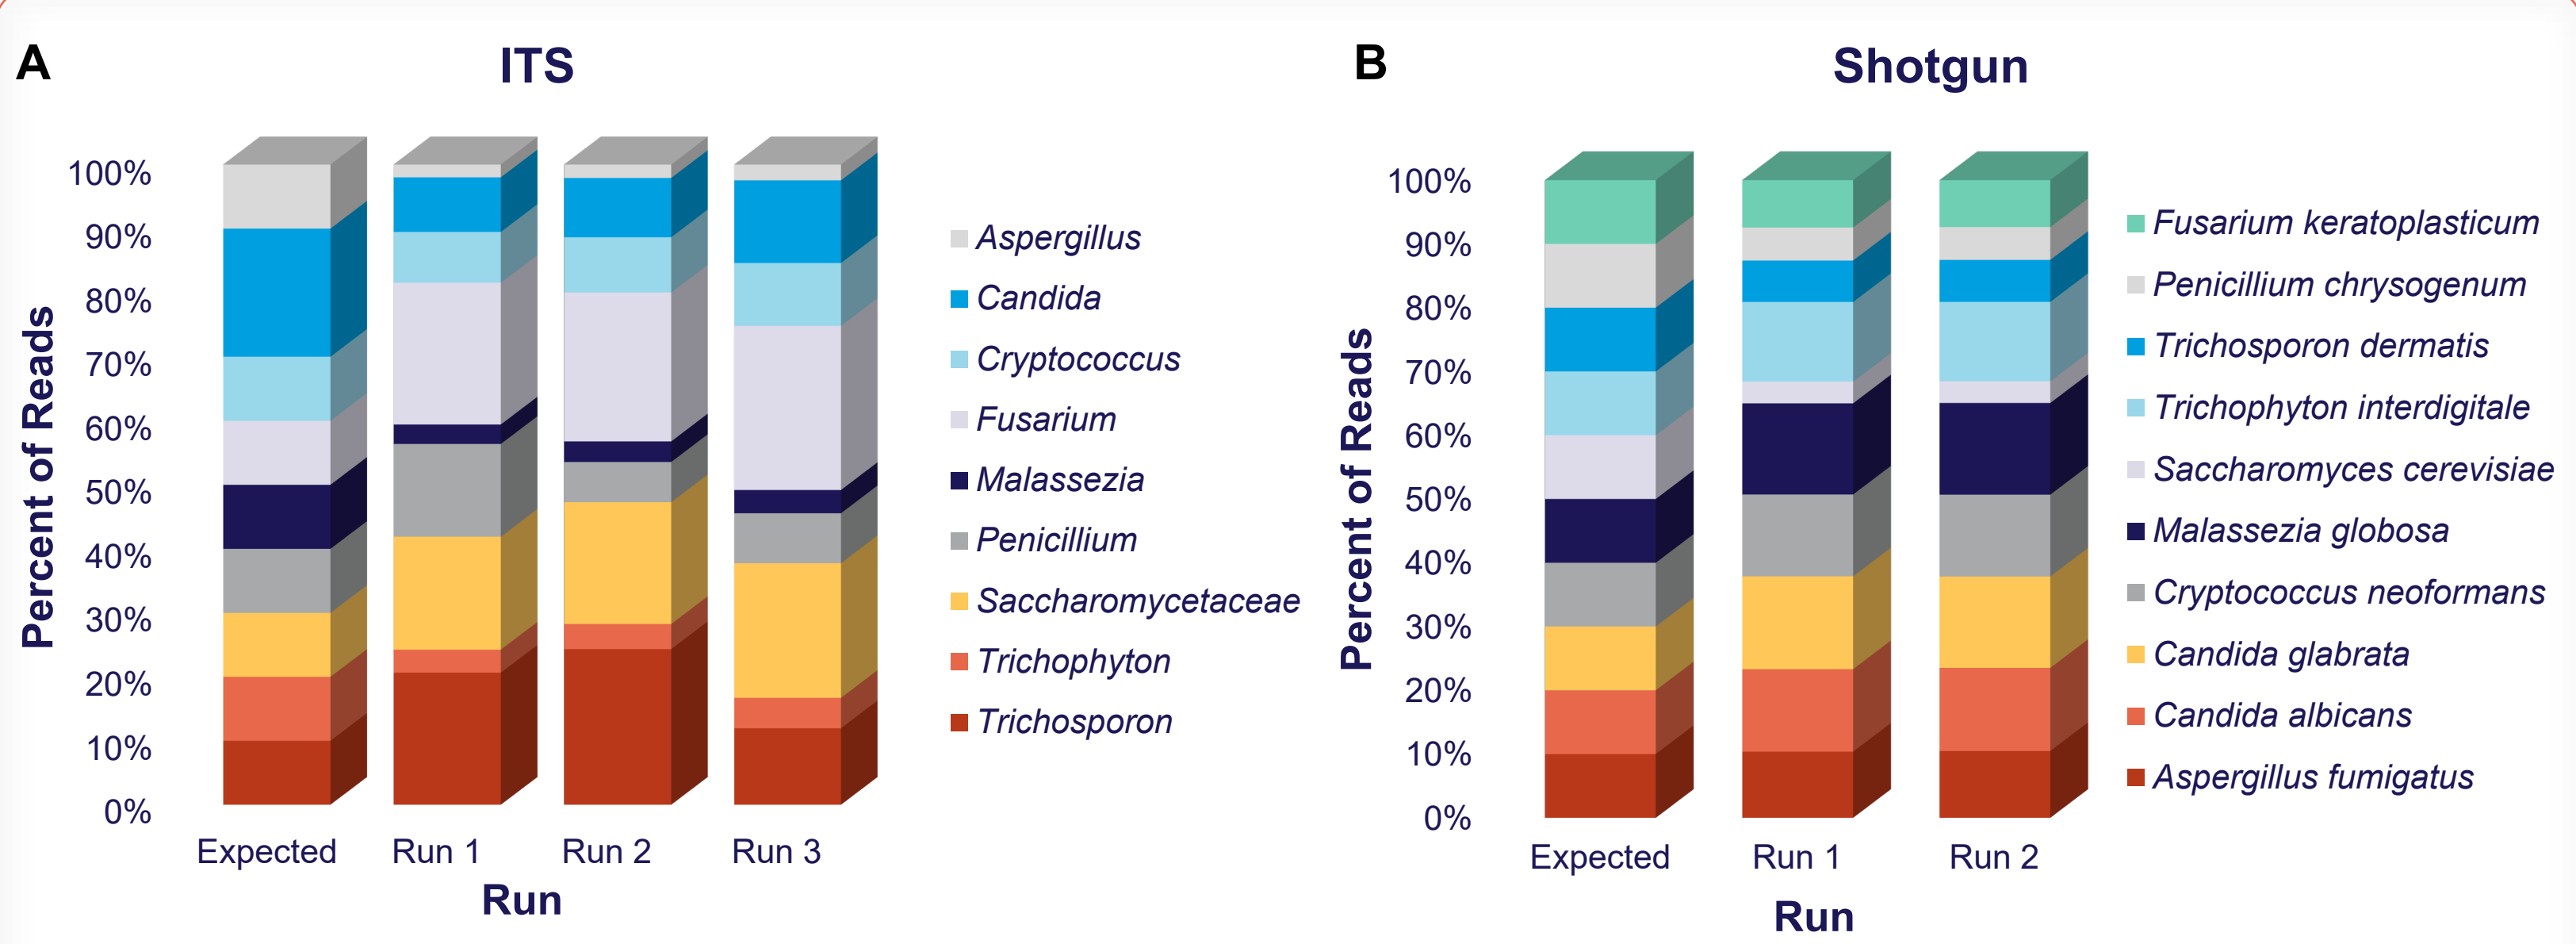 A
ITS
Percent of Reads
100%
90%
80%
70%
60%
50%
40%
30%
20%
10%
0%
Expected
Run 1
Run 2
Run 3
Run
Aspergillus
Candida
Cryptococcus
Fusarium
Malassezia
Penicillium
Saccharomycetaceae
Trichophyton
Trichosporon
B
Shotgun
Percent of Reads
100%
90%
80%
70%
60%
50%
40%
30%
20%
10%
0%
Expected
Run 1
Run 2
Run
Fusarium keratoplasticum
Penicillium chrysogenum
Trichosporon dermatis
Trichophyton interdigitale
Saccharomyces cerevisiae
Malassezia globosa
Cryptococcus neoformans
Candida glabrata
Candida albicans
Aspergillus fumigatus